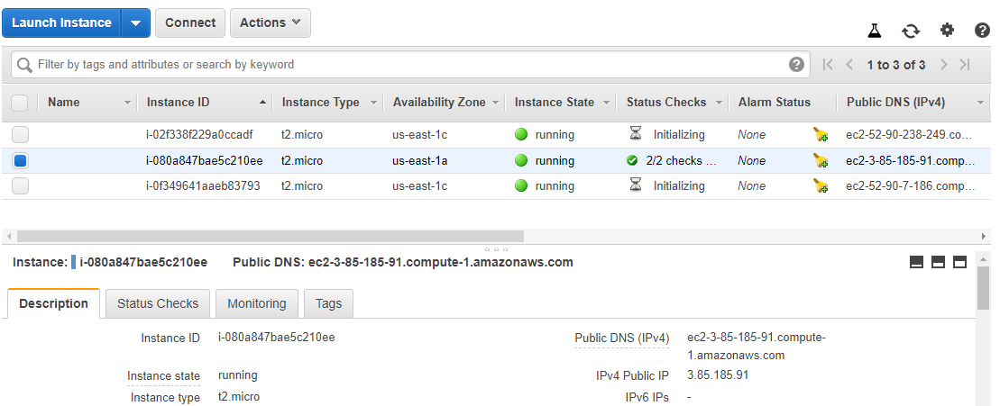 Launch Instance Connect Actions
Filter by tags and attributes or search by keyword 1 to 3 of 3
Name Instance ID Instance Type Availability Zone Instance State Status Checks Alarm Status Public DNS (IPv4)
i-02f338f229a0ccadf t2.micro us-east-1c running Initializing None ec2-52-90-238-249.co...
i-080a847bae5c210ee t2.micro us-east-1a running 2/2 checks ... None ec2-3-85-185-91.comp...
i-0f349641aaeb83793 t2.micro us-east-1c running Initializing None ec2-52-90-7-186.comp...
Instance: i-080a847bae5c210ee Public DNS: ec2-3-85-185-91.compute-1.amazonaws.com
Description Status Checks Monitoring Tags
Instance ID i-080a847bae5c210ee Public DNS (IPv4) ec2-3-85-185-91.compute-
1.amazonaws.com
Instance state running IPv4 Public IP 3.85.185.91
Instance type t2.micro IPv6 IPs -